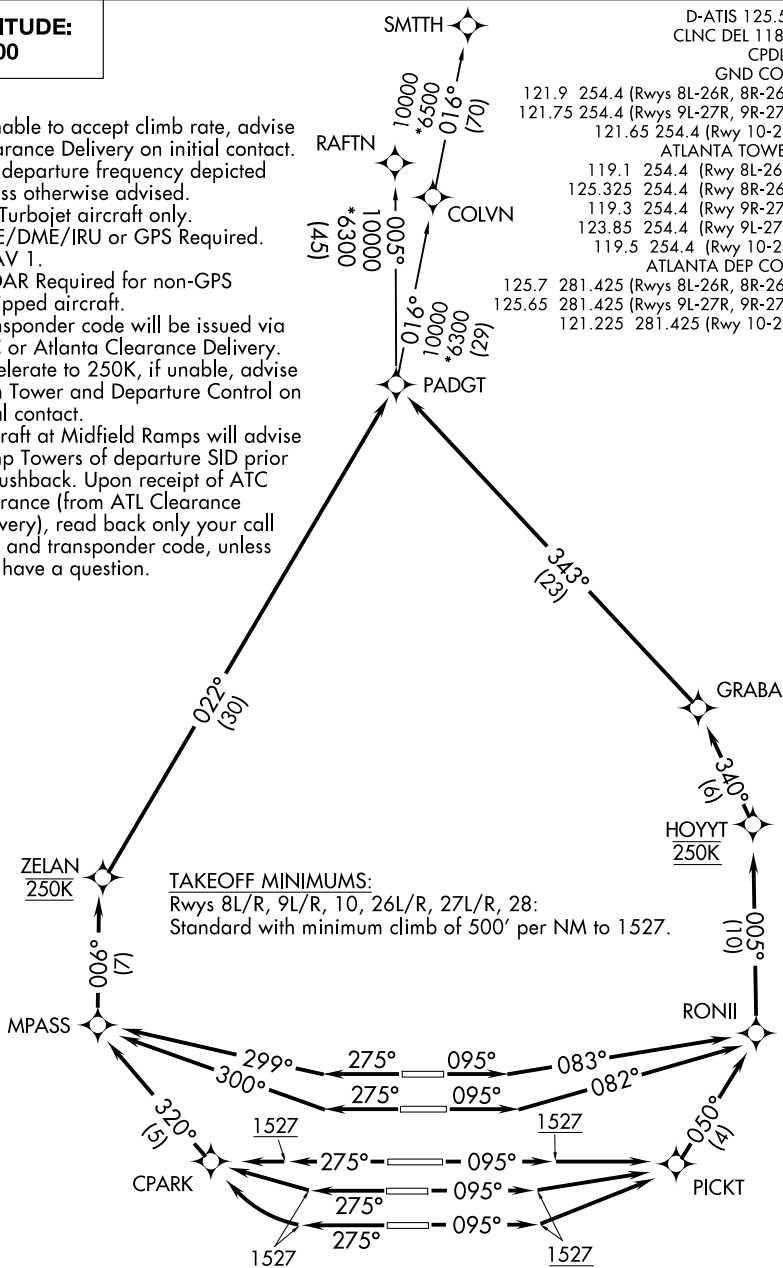 ITUDE:
00
D-ATIS 125.5
CLNC DEL 118
CPDL
GND CO
121.9 254.4 (Rwys 8L-26R, 8R-26
121.75 254.4 (Rwys 9L-27R, 9R-27
121.65 254.4 (Rwy 10-2
ATLANTA TOWE
119.1 254.4 (Rwy 8L-26
125.325 254.4 (Rwy 8R-26
119.3 254.4 (Rwy 9R-27
123.85 254.4 (Rwy 9L-27
119.5 254.4 (Rwy 10-2
ATLANTA DEP CO
125.7 281.425 (Rwys 8L-26R, 8R-26
125.65 281.425 (Rwys 9L-27R, 9R-27
121.225 281.425 (Rwy 10-2
nable to accept climb rate, advise
arance Delivery on initial contact.
departure frequency depicted
ss otherwise advised.
Turbojet aircraft only.
E/DME/IRU or GPS Required.
AV 1.
DAR Required for non-GPS
ipped aircraft.
nsponder code will be issued via
C or Atlanta Clearance Delivery.
elerate to 250K, if unable, advise
n Tower and Departure Control on
al contact.
raft at Midfield Ramps will advise
mp Towers of departure SID prior
ushback. Upon receipt of ATC
rance (from ATL Clearance
very), read back only your call
and transponder code, unless
have a question.
SMTTH
10000
*6500
016°
(70)
RAFTN
COLVN
005°
10000
*6300
(45)
016°
10000
*6300
(29)
PADGT
343°
(23)
022°
(30)
GRABA
340°
(6)
HOYYT
250K
ZELAN
250K
TAKEOFF MINIMUMS:
Rwys 8L/R, 9L/R, 10, 26L/R, 27L/R, 28:
Standard with minimum climb of 500' per NM to 1527.
005°
(10)
006°
(7)
MPASS
RONII
299°
275°
095°
083°
300°
275°
095°
082°
320°
(5)
050°
(4)
1527
1527
275°
095°
CPARK
PICKT
275°
095°
275°
095°
1527
1527